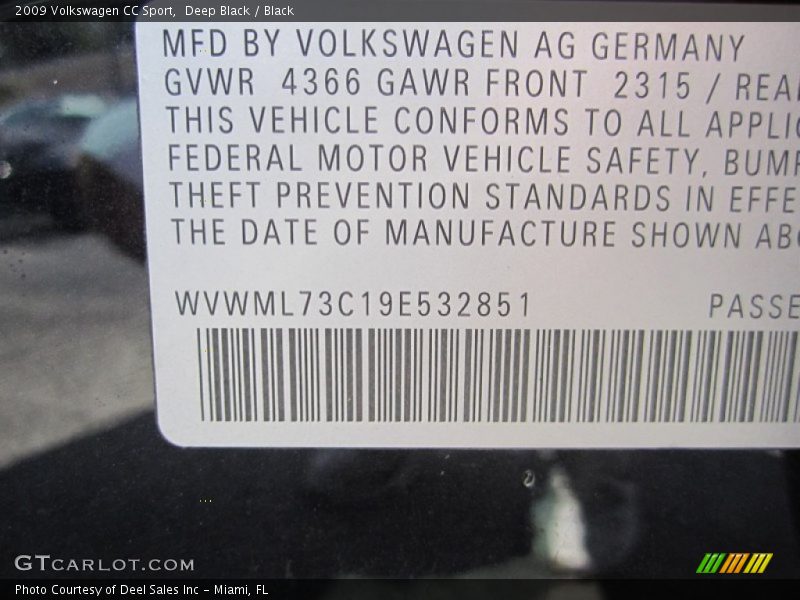 2009 Volkswagen CC Sport, Deep Black / Black
MFD BY VOLKSWAGEN AG GERMANY
GVWR 4366 GAWR FRONT 2315 / REA
THIS VEHICLE CONFORMS TO ALL APPLIC
FEDERAL MOTOR VEHICLE SAFETY, BUMP
THEFT PREVENTION STANDARDS IN EFFE
THE DATE OF MANUFACTURE SHOWN ABO
WVWML73C19E532851 PASSE
GTCARLOT.COM
Photo Courtesy of Deel Sales Inc - Miami, FL